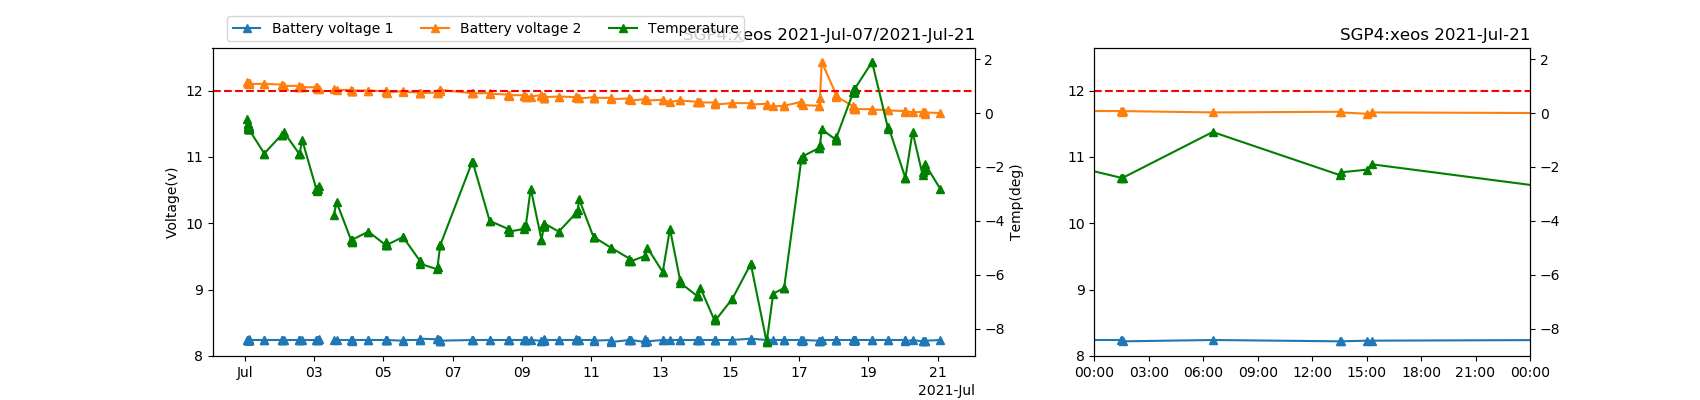 Battery voltage 1 Battery voltage 2 Temperature
SGP4:xeos 2021-Jul-07/2021-Jul-21
SGP4:xeos 2021-Jul-21
Voltage(v)
12
11
10
9
8
2
0
−2
−4
−6
−8
Temp(deg)
Jul 03 05 07 09 11 13 15 17 19 21
2021-Jul
12
11
10
9
8
2
0
−2
−4
−6
−8
00:00 03:00 06:00 09:00 12:00 15:00 18:00 21:00 00:00